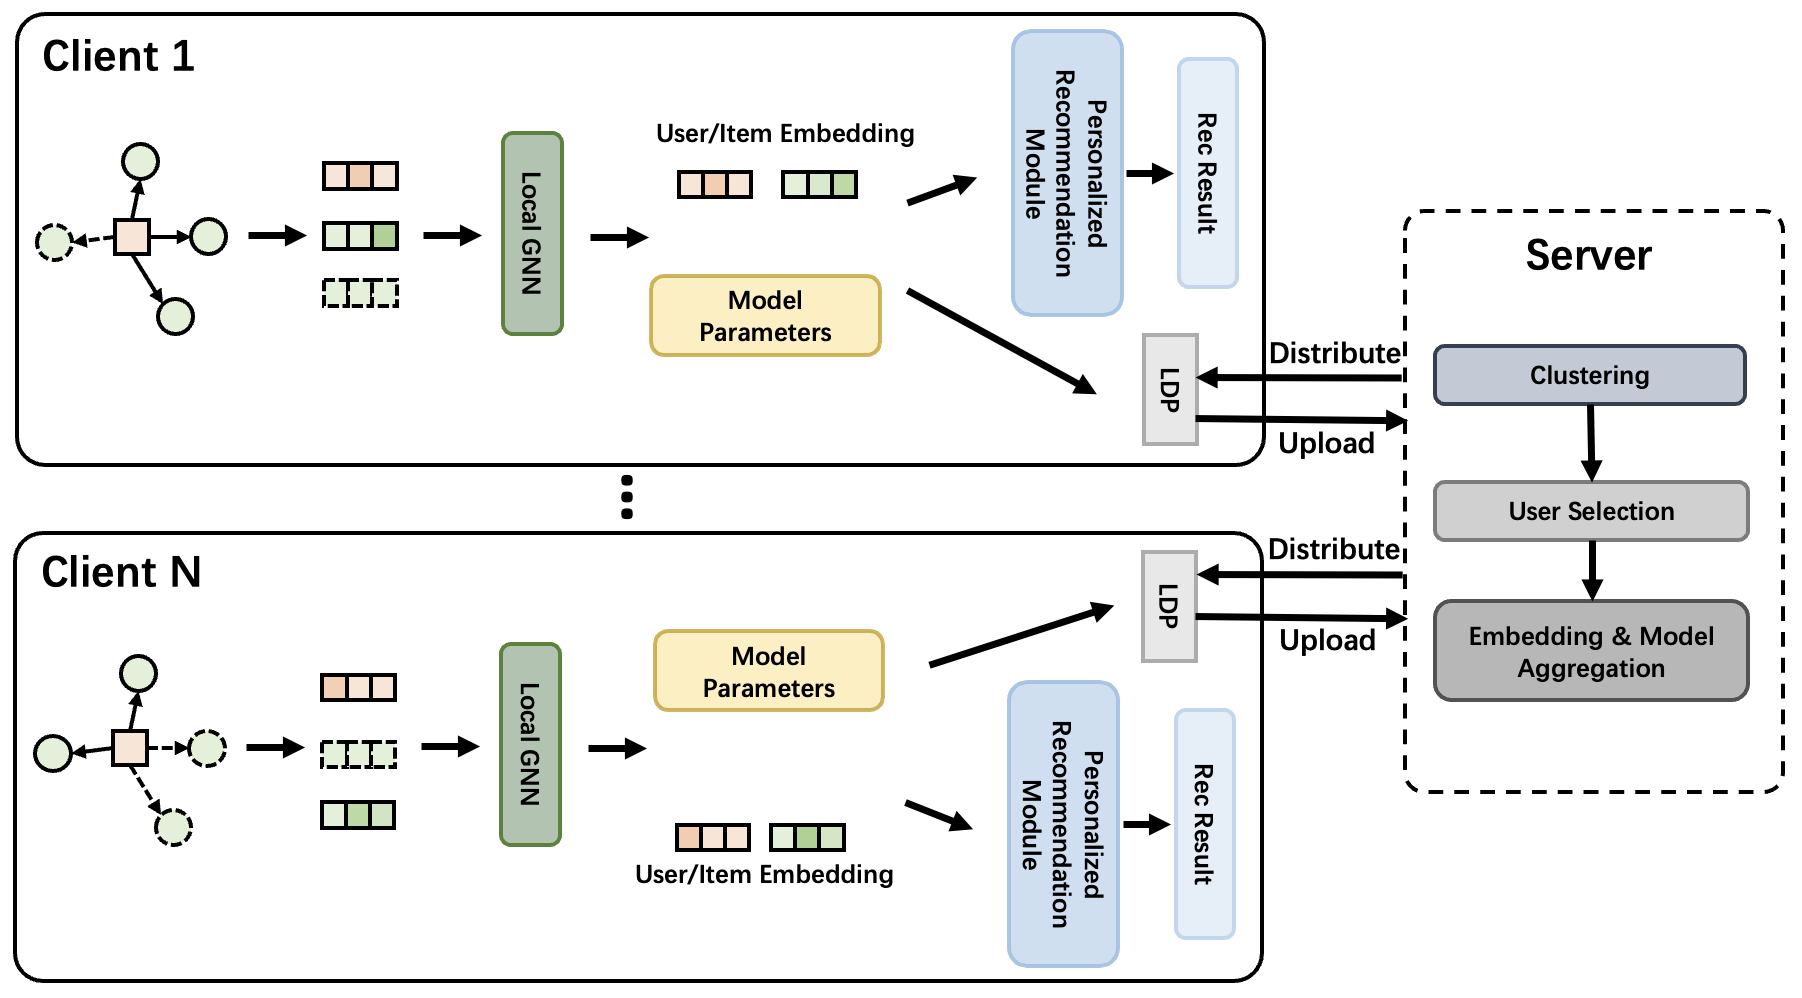 Client 1
User/Item Embedding
Local GNN
Model
Parameters
Personalized
Recommendation
Module
Rec Result
LDP
Distribute
Upload
Client N
Local GNN
Model
Parameters
User/Item Embedding
LDP
Personalized
Recommendation
Module
Rec Result
Distribute
Upload
Server
Clustering
User Selection
Embedding & Model
Aggregation